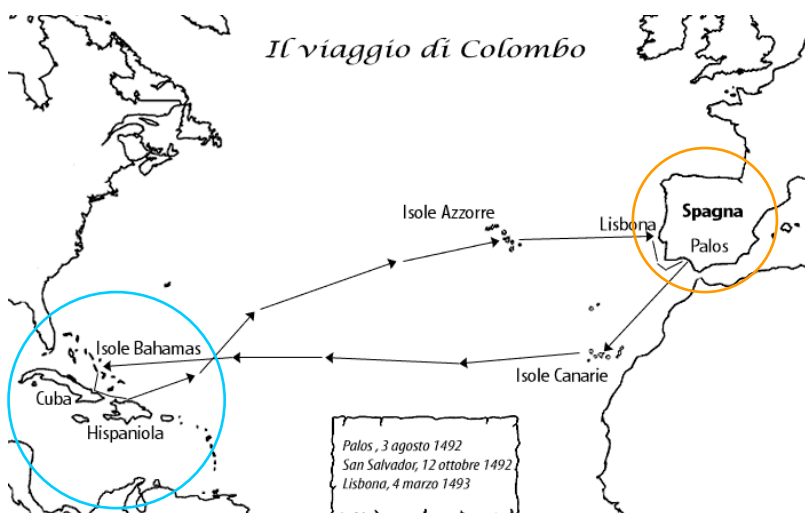 Il viaggio di Colombo
Isole Azzorre
Lisbona
Spagna
Palos
Isole Bahamas
Isole Canarie
Cuba
Hispaniola
Palos , 3 agosto 1492
San Salvador, 12 ottobre 1492
Lisbona, 4 marzo 1493